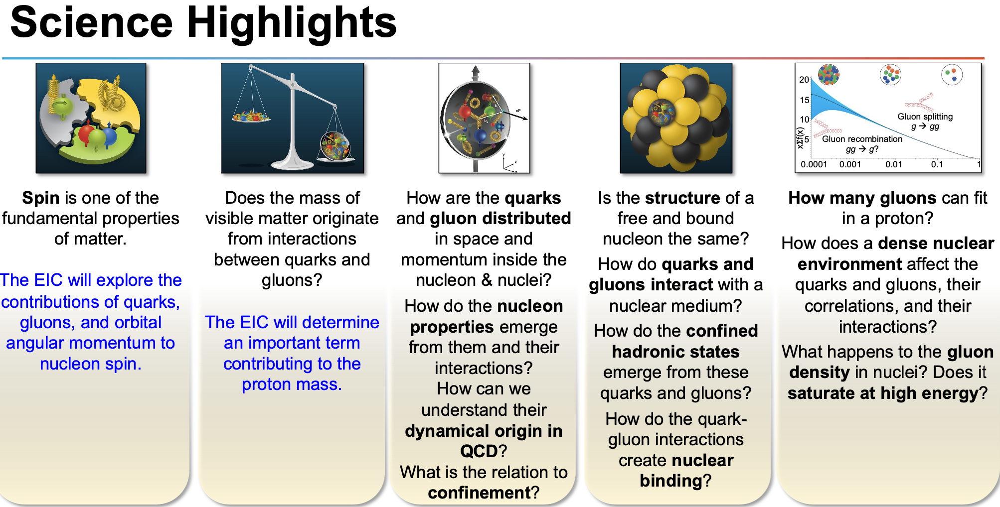 Science Highlights
Spin is one of the
fundamental properties
of matter.
The EIC will explore the
contributions of quarks,
gluons, and orbital
angular momentum to
nucleon spin.
Does the mass of
visible matter originate
from interactions
between quarks and
gluons?
The EIC will determine
an important term
contributing to the
proton mass.
xP
k
b⊥
y
x
z
How are the quarks
and gluon distributed
in space and
momentum inside the
nucleon & nuclei?
How do the nucleon
properties emerge
from them and their
interactions?
How can we
understand their
dynamical origin in
QCD?
What is the relation to
confinement?
Is the structure of a
free and bound
nucleon the same?
How do quarks and
gluons interact with a
nuclear medium?
How do the confined
hadronic states
emerge from these
quarks and gluons?
How do the quark-
gluon interactions
create nuclear
binding?
20
15
10
5
xΣf(x)
Gluon splitting
g → gg
Gluon recombination
gg → g?
0.0001 0.001 0.01 0.1 1
How many gluons can fit
in a proton?
How does a dense nuclear
environment affect the
quarks and gluons, their
correlations, and their
interactions?
What happens to the gluon
density in nuclei? Does it
saturate at high energy?